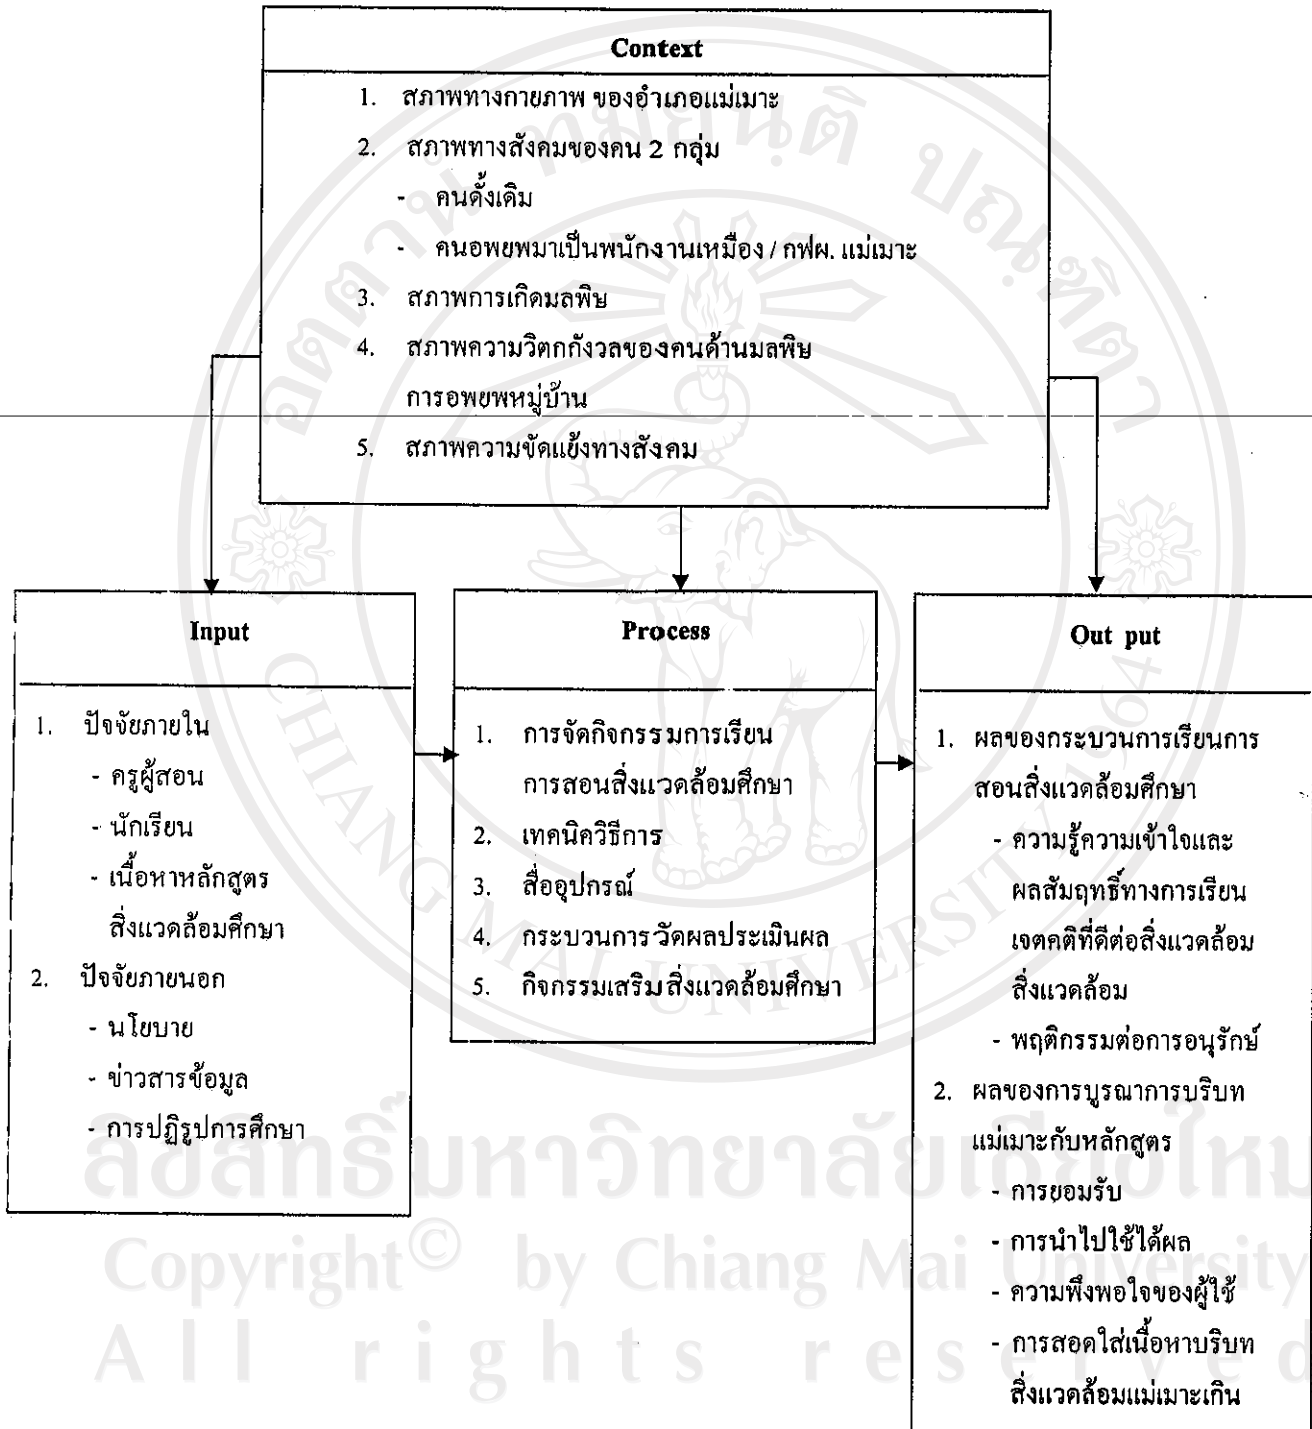 Context
1. สภาพทางกายภาพ ของอำเภอแม่เมาะ
2. สภาพทางสังคมของคน 2 กลุ่ม
- คนดั้งเดิม
- คนอพยพมาเป็นพนักงานเหมือง / กฟผ. แม่เมาะ
3. สภาพการเกิดมลพิษ
4. สภาพความวิตกกังวลของคนด้านมลพิษ
การอพยพหมู่บ้าน
5. สภาพความขัดแย้งทางสังคม
Input
1. ปัจจัยภายใน
- ครูผู้สอน
- นักเรียน
- เนื้อหาหลักสูตร
สิ่งแวดล้อมศึกษา
2. ปัจจัยภายนอก
- นโยบาย
- ข่าวสารข้อมูล
- การปฏิรูปการศึกษา
Process
1. การจัดกิจกรรมการเรียน
การสอนสิ่งแวดล้อมศึกษา
2. เทคนิควิธีการ
3. สื่ออุปกรณ์
4. กระบวนการวัดผลประเมินผล
5. กิจกรรมเสริมสิ่งแวดล้อมศึกษา
Out put
1. ผลของกระบวนการเรียนการ
สอนสิ่งแวดล้อมศึกษา
- ความรู้ความเข้าใจและ
ผลสัมฤทธิ์ทางการเรียน
เจตคติที่ดีต่อสิ่งแวดล้อม
สิ่งแวดล้อม
- พฤติกรรมต่อการอนุรักษ์
2. ผลของการบูรณาการบริบท
แม่เมาะกับหลักสูตร
- การยอมรับ
- การนำไปใช้ได้ผล
- ความพึงพอใจของผู้ใช้
- การสอดใส่เนื้อหาบริบท
สิ่งแวดล้อมแม่เมาะเกิน
CHIANG MAI UNIVERSITY 1964
ลิขสิทธิ์มหาวิทยาลัยเชียงใหม่
Copyright© by Chiang Mai University
All rights reserved